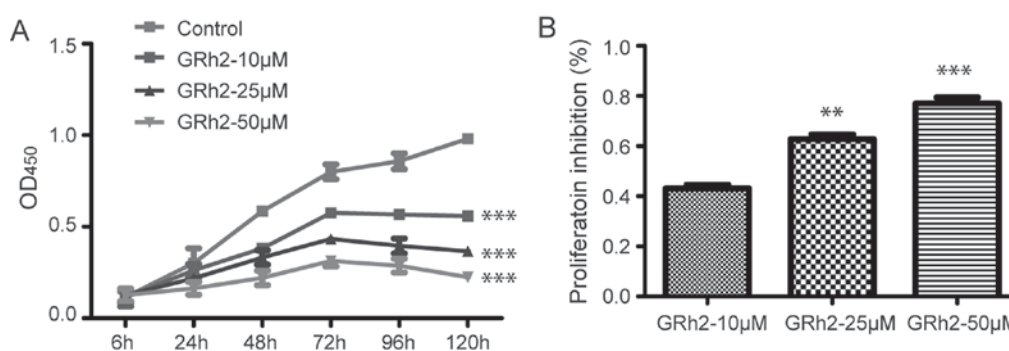 A
Control
GRh2-10μM
GRh2-25μM
GRh2-50μM
OD450
1.5
1.0
0.5
0.0
***
***
***
6h 24h 48h 72h 96h 120h
B
Proliferatoin inhibition (%)
1.0
0.8
0.6
0.4
0.2
0.0
**
***
GRh2-10μM GRh2-25μM GRh2-50μM